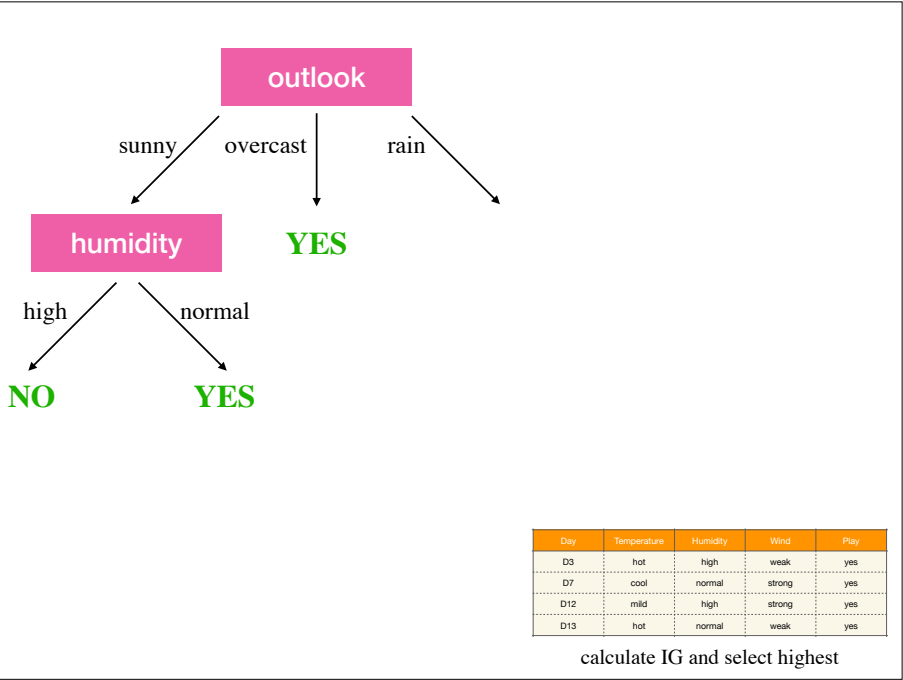 outlook
sunny overcast rain
humidity YES
high normal
NO YES
Day Temperature Humidity Wind Play
D3 hot high weak yes
D7 cool normal strong yes
D12 mild high strong yes
D13 hot normal weak yes
calculate IG and select highest